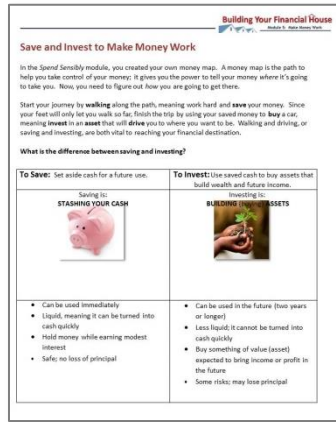 Building Your Financial House
Module 5: Make Money Work
Save and Invest to Make Money Work
In the Spend Sensibly module, you created your own money map. A money map is the path to
help you take control of your money; it gives you the power to tell your money where it's going
to take you. Now, you need to figure out how you are going to get there.
Start your journey by walking along the path, meaning work hard and save your money. Since
your feet will only let you walk so far, finish the trip by using your saved money to buy a car,
meaning invest in an asset that will drive you to where you want to be. Walking and driving, or
saving and investing, are both vital to reaching your financial destination.
What is the difference between saving and investing?
To Save: Set aside cash for a future use.
Saving is:
STASHING YOUR CASH
• Can be used immediately
• Liquid, meaning it can be turned into
cash quickly
• Hold money while earning modest
interest
• Safe; no loss of principal
To Invest: Use saved cash to buy assets that
build wealth and future income.
Investing is:
BUILDING ASSETS
• Can be used in the future (two years
or longer)
• Less liquid; it cannot be turned into
cash quickly
• Buy something of value (asset)
expected to bring income or profit in
the future
• Some risks; may lose principal